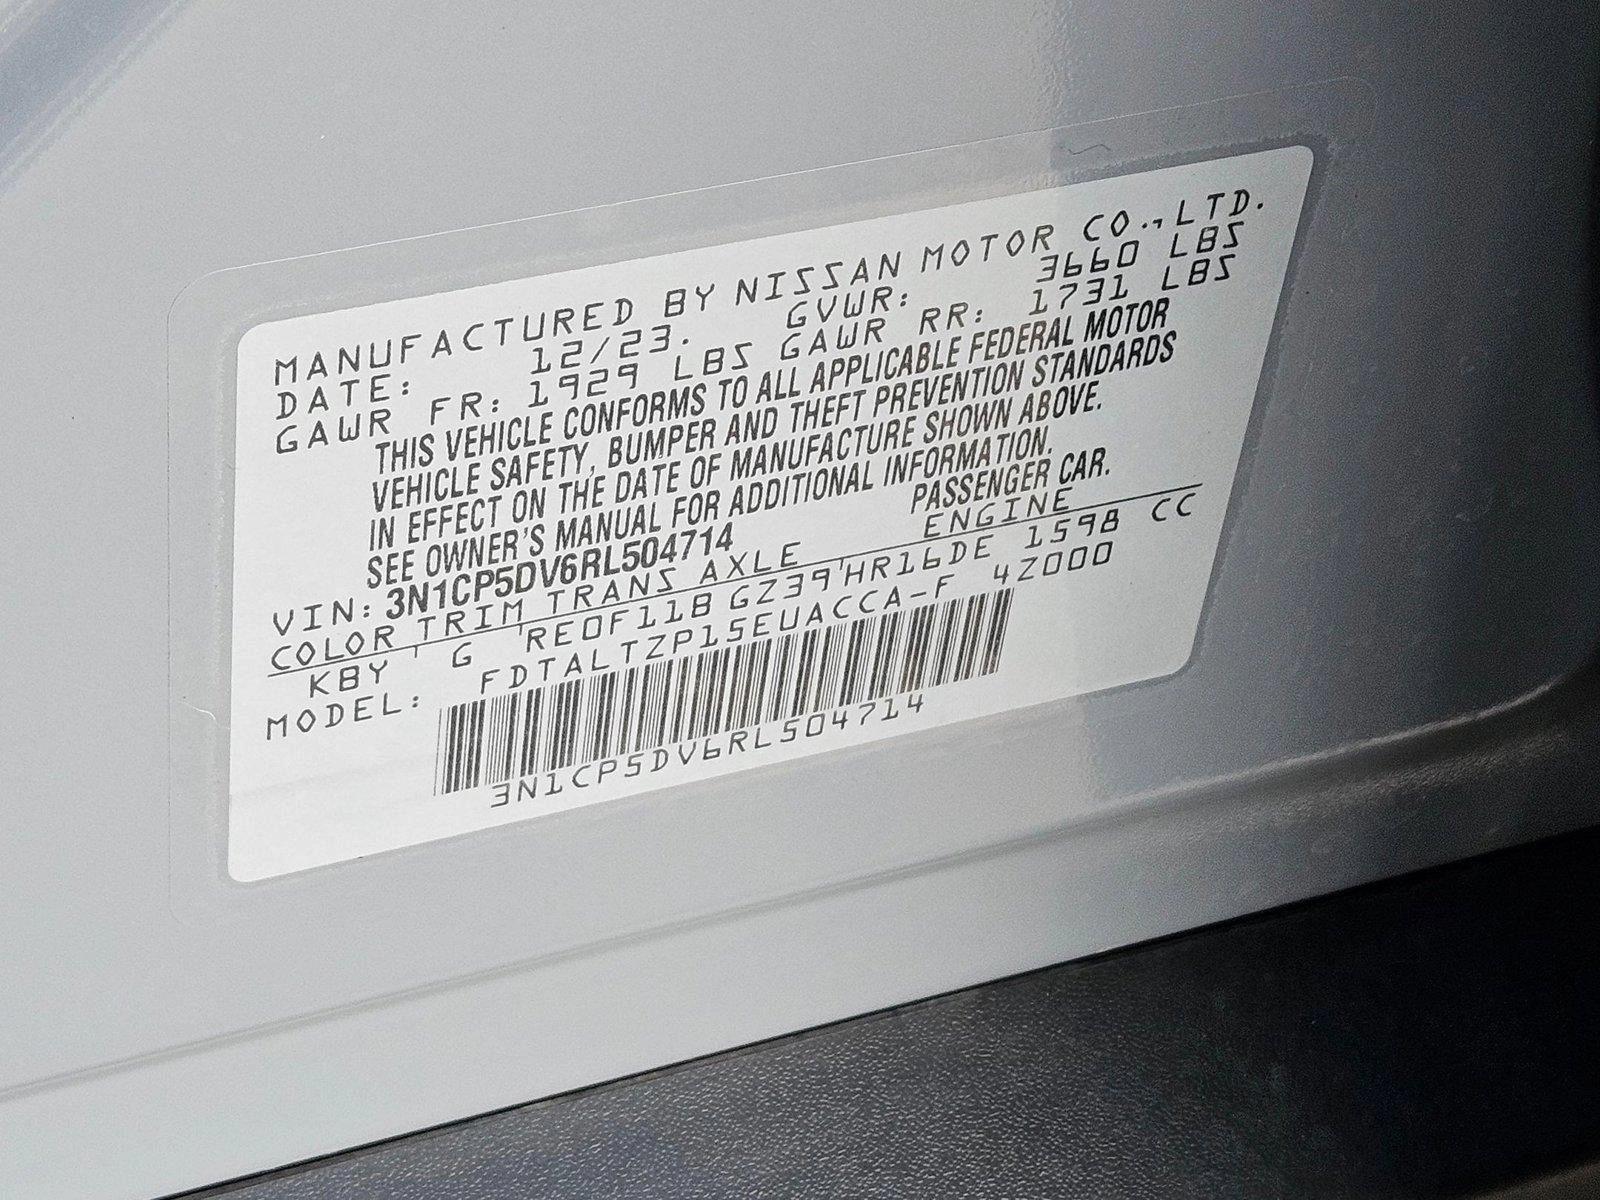 MANUFACTURED BY NISSAN MOTOR CO.,LTD.
DATE: 12/23. GVWR: 3660 LBS
GAWR FR: 1929 LBS GAWR RR: 1731 LBS
THIS VEHICLE CONFORMS TO ALL APPLICABLE FEDERAL MOTOR
VEHICLE SAFETY, BUMPER AND THEFT PREVENTION STANDARDS
IN EFFECT ON THE DATE OF MANUFACTURE SHOWN ABOVE.
SEE OWNER'S MANUAL FOR ADDITIONAL INFORMATION.
VIN: 3N1CP5DV6RL504714 PASSENGER CAR.
COLOR TRIM TRANS AXLE ENGINE
KBY G RE0F11B GZ39 HR16DE 1598 CC
MODEL: FDTALTZP15EUACCA-F 4Z000
3N1CP5DV6RL504714